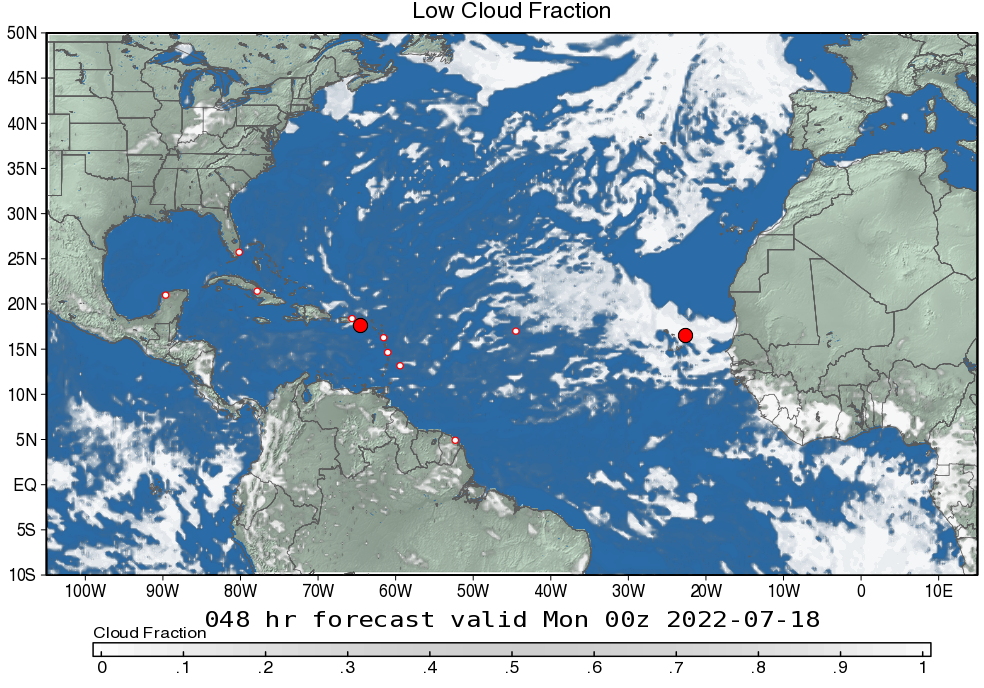 Low Cloud Fraction
50N
45N
40N
35N
30N
25N
20N
15N
10N
5N
EQ
5S
10S
100W 90W 80W 70W 60W 50W 40W 30W 20W 10W 0 10E
048 hr forecast valid Mon 00z 2022-07-18
Cloud Fraction
0 .1 .2 .3 .4 .5 .6 .7 .8 .9 1